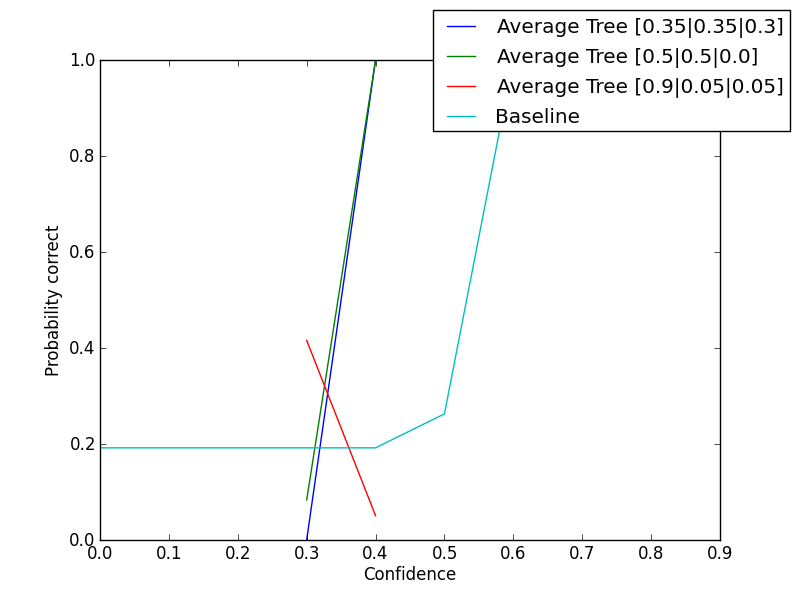 Average Tree [0.35|0.35|0.3]
Average Tree [0.5|0.5|0.0]
Average Tree [0.9|0.05|0.05]
Baseline
1.0
0.8
0.6
0.4
0.2
0.0
Probability correct
0.0 0.1 0.2 0.3 0.4 0.5 0.6 0.7 0.8 0.9
Confidence